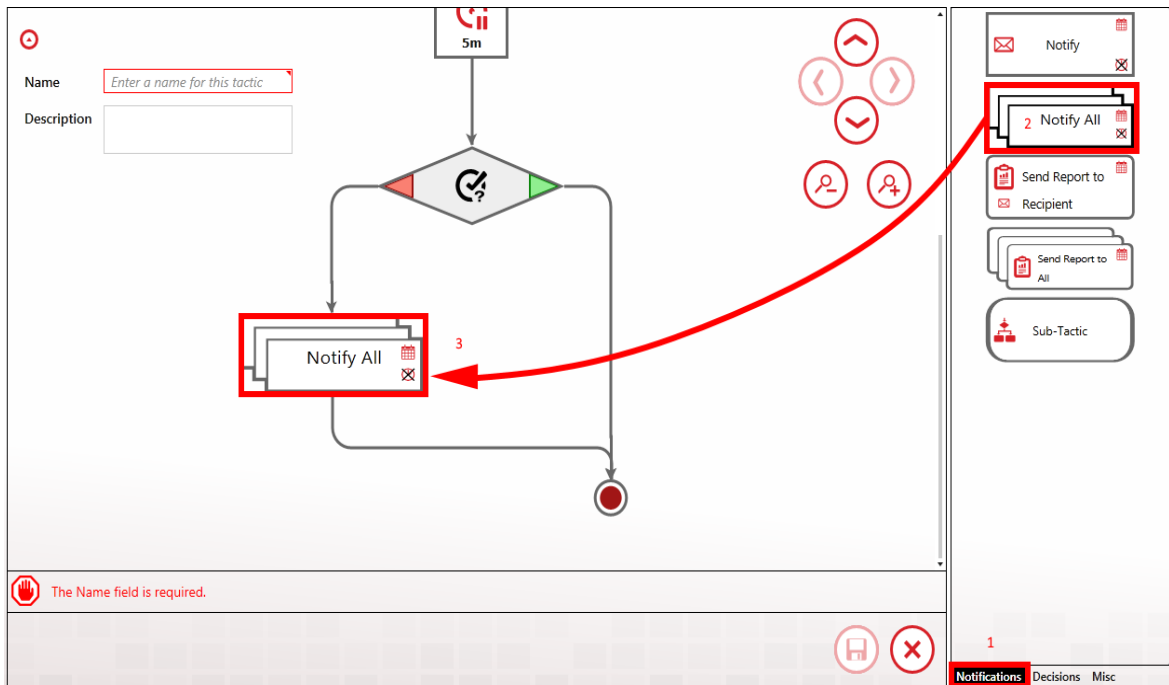 5m
Name
Enter a name for this tactic
Description
?
Notify All
3
The Name field is required.
Notify
2
Notify All
Send Report to
Recipient
Send Report to
All
Sub-Tactic
1
Notifications Decisions Misc